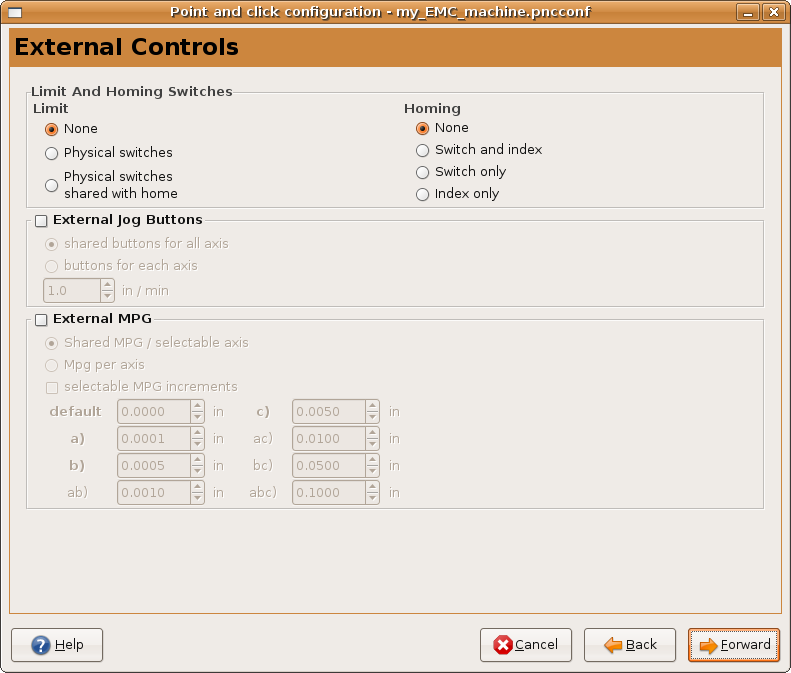 Point and click configuration - my_EMC_machine.pncconf
External Controls
Limit And Homing Switches
Limit
None
Physical switches
Physical switches
shared with home
Homing
None
Switch and index
Switch only
Index only
External Jog Buttons
shared buttons for all axis
buttons for each axis
1.0 in / min
External MPG
Shared MPG / selectable axis
Mpg per axis
selectable MPG increments
default 0.0000 in c) 0.0050 in
a) 0.0001 in ac) 0.0100 in
b) 0.0005 in bc) 0.0500 in
ab) 0.0010 in abc) 0.1000 in
Help Cancel Back Forward